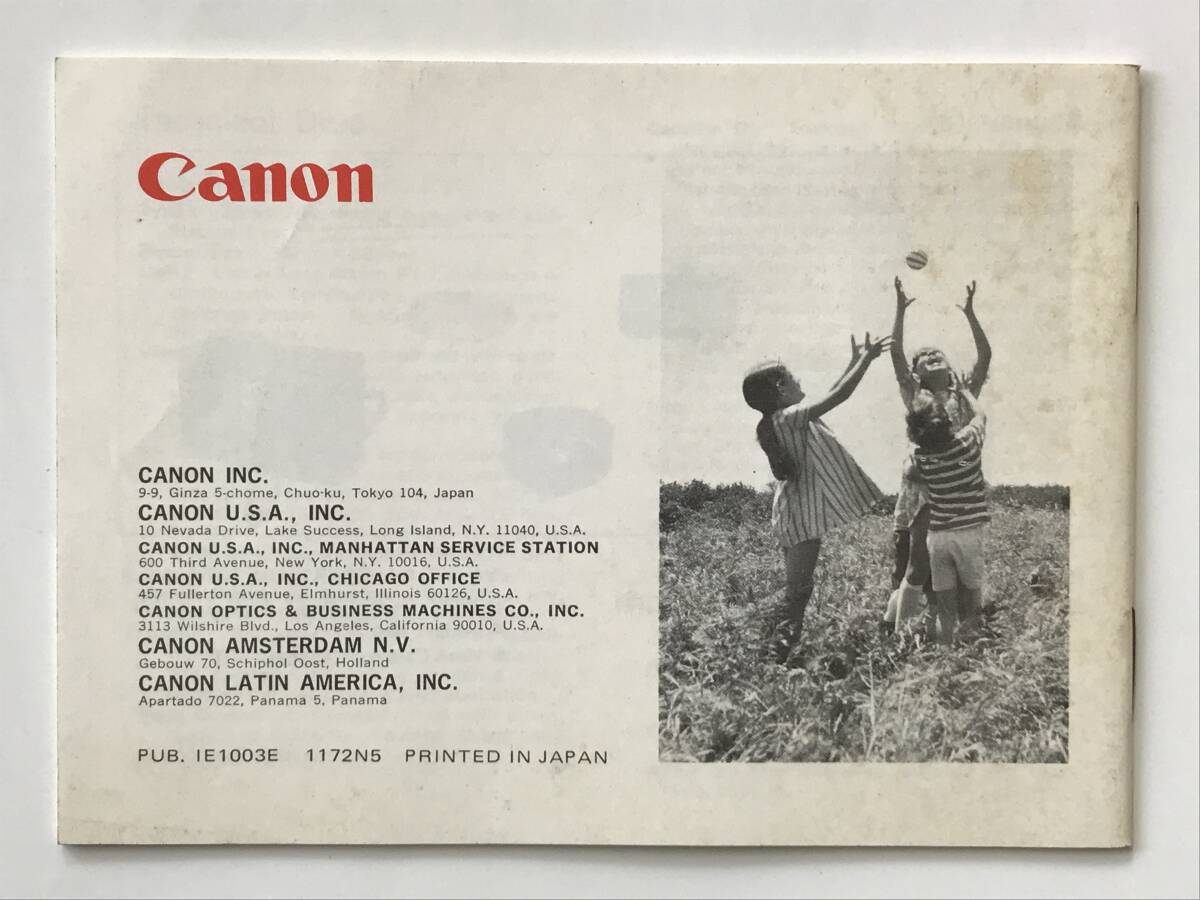 Canon
CANON INC.
9-9, Ginza 5-chome, Chuo-ku, Tokyo 104, Japan
CANON U.S.A., INC.
10 Nevada Drive, Lake Success, Long Island, N.Y. 11040, U.S.A.
CANON U.S.A., INC., MANHATTAN SERVICE STATION
600 Third Avenue, New York, N.Y. 10016, U.S.A.
CANON U.S.A., INC., CHICAGO OFFICE
457 Fullerton Avenue, Elmhurst, Illinois 60126, U.S.A.
CANON OPTICS & BUSINESS MACHINES CO., INC.
3113 Wilshire Blvd., Los Angeles, California 90010, U.S.A.
CANON AMSTERDAM N.V.
Gebouw 70, Schiphol Oost, Holland
CANON LATIN AMERICA, INC.
Apartado 7022, Panama 5, Panama
PUB. IE1003E 1172N5 PRINTED IN JAPAN